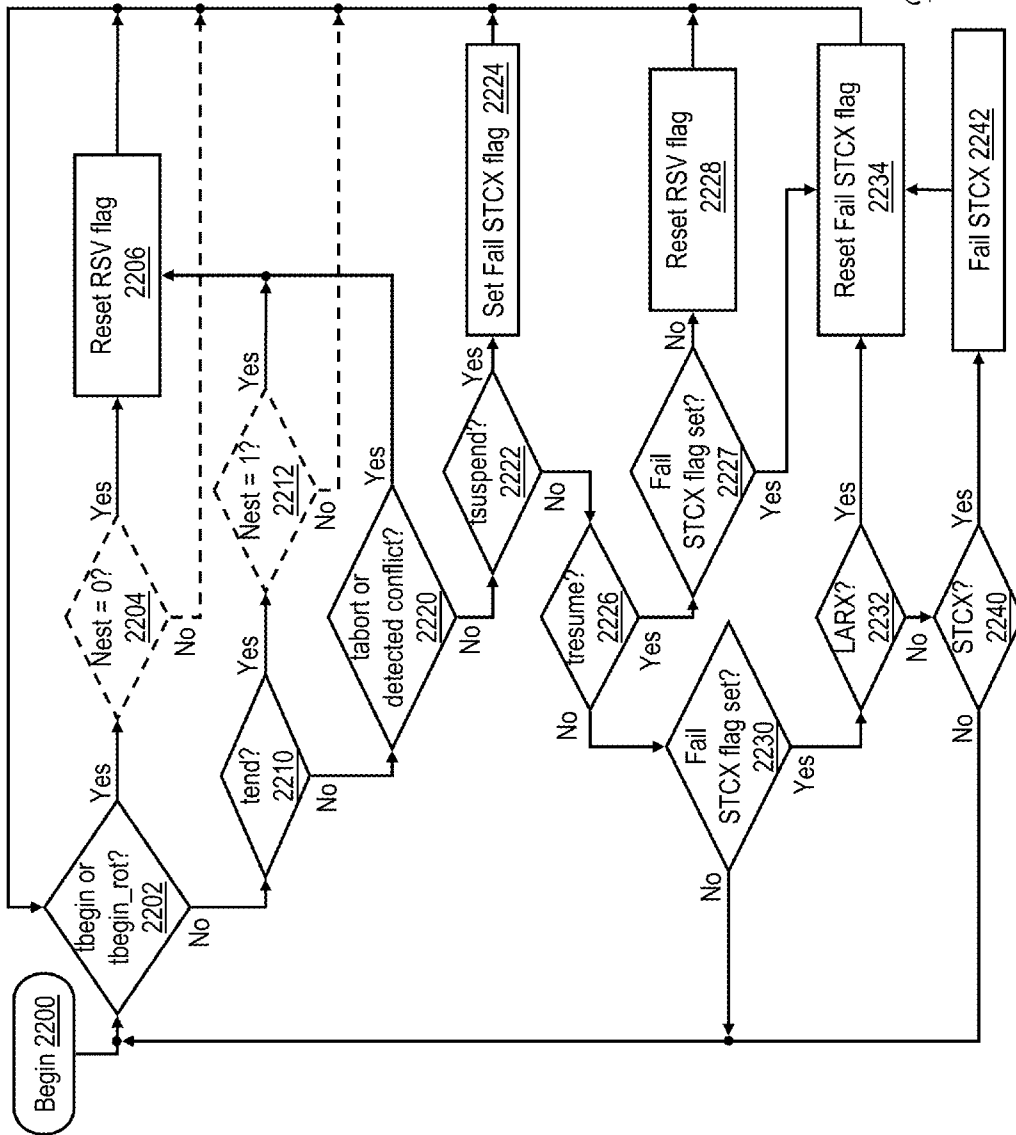 Begin 2200
tbegin or
tbegin_rot?
2202
Yes
No
Nest = 0?
2204
Yes
No
Reset RSV flag
2206
tend?
2210
Yes
No
Nest = 1?
2212
Yes
No
tabort or
detected conflict?
2220
Yes
No
tsuspend?
2222
Yes
No
Set Fail STCX flag 2224
tresume?
2226
Yes
No
Fail
STCX flag set?
2227
No
Yes
Reset RSV flag
2228
Fail
STCX flag set?
2230
No
Yes
LARX?
2232
Yes
No
Reset Fail STCX flag
2234
STCX?
2240
Yes
No
Fail STCX 2242